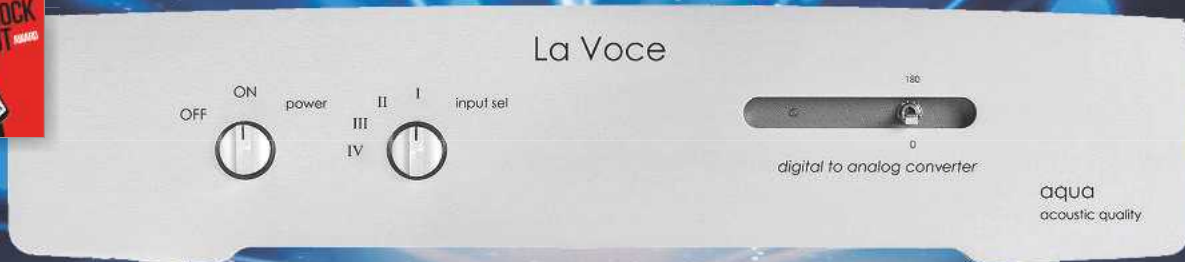 AWARD
La Voce
OFF
ON
power
I
II
III
IV
input sel
180
0
digital to analog converter
aqua
acoustic quality